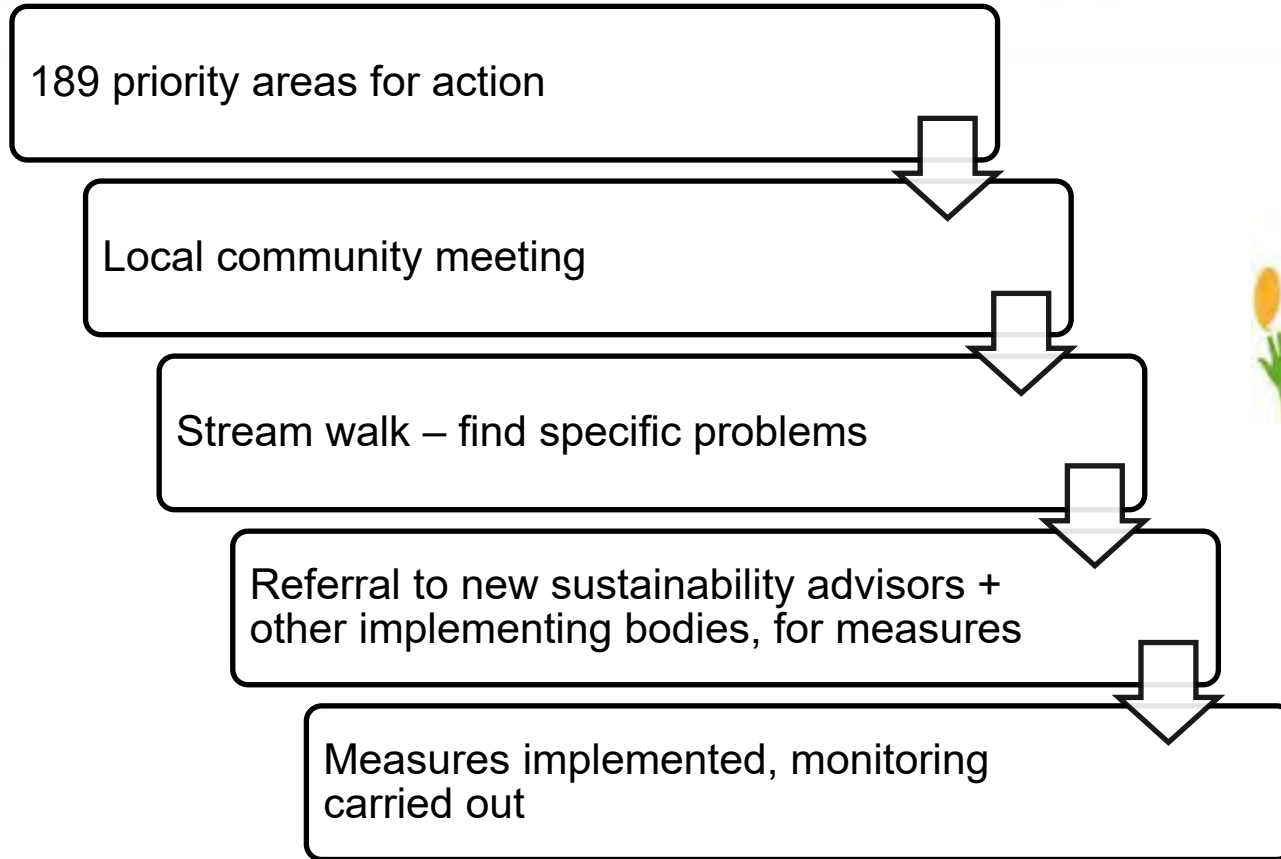 189 priority areas for action
Local community meeting
Stream walk – find specific problems
Referral to new sustainability advisors +
other implementing bodies, for measures
Measures implemented, monitoring
carried out